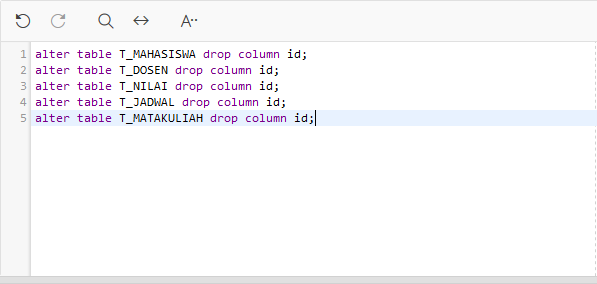 A
1 alter table T_MAHASISWA drop column id;
2 alter table T_DOSEN drop column id;
3 alter table T_NILAI drop column id;
4 alter table T_JADWAL drop column id;
5 alter table T_MATAKULIAH drop column id;